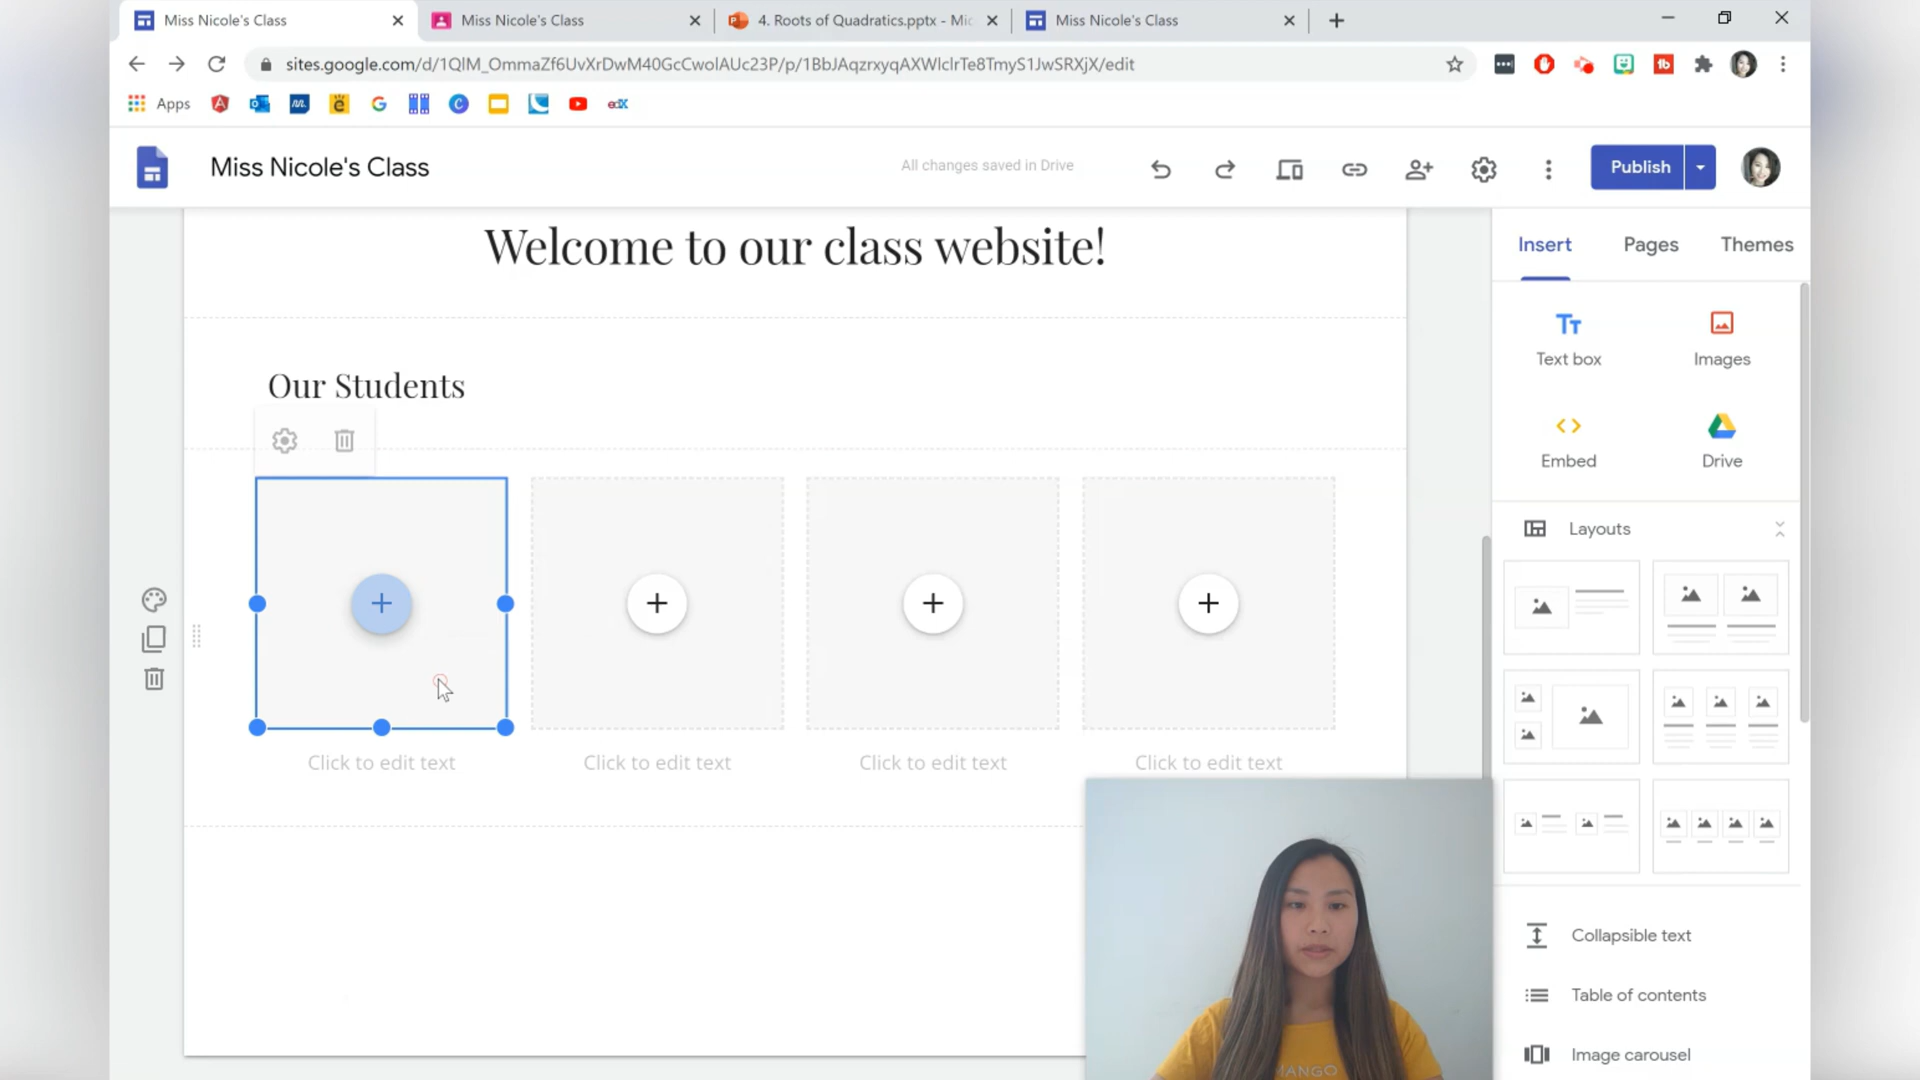 Miss Nicole's Class
Miss Nicole's Class
4. Roots of Quadratics.pptx - Mic
Miss Nicole's Class
sites.google.com/d/1QlM_OmmaZf6UvXrDwM40GcCwolAUc23P/p/1BbJAqzrxyqAXWlclrTe8TmyS1JwSRXjX/edit
Apps
edX
Miss Nicole's Class
All changes saved in Drive
Publish
Welcome to our class website!
Insert
Pages
Themes
Text box
Images
Our Students
Embed
Drive
Layouts
Click to edit text
Click to edit text
Click to edit text
Click to edit text
Collapsible text
Table of contents
Image carousel
MANGO